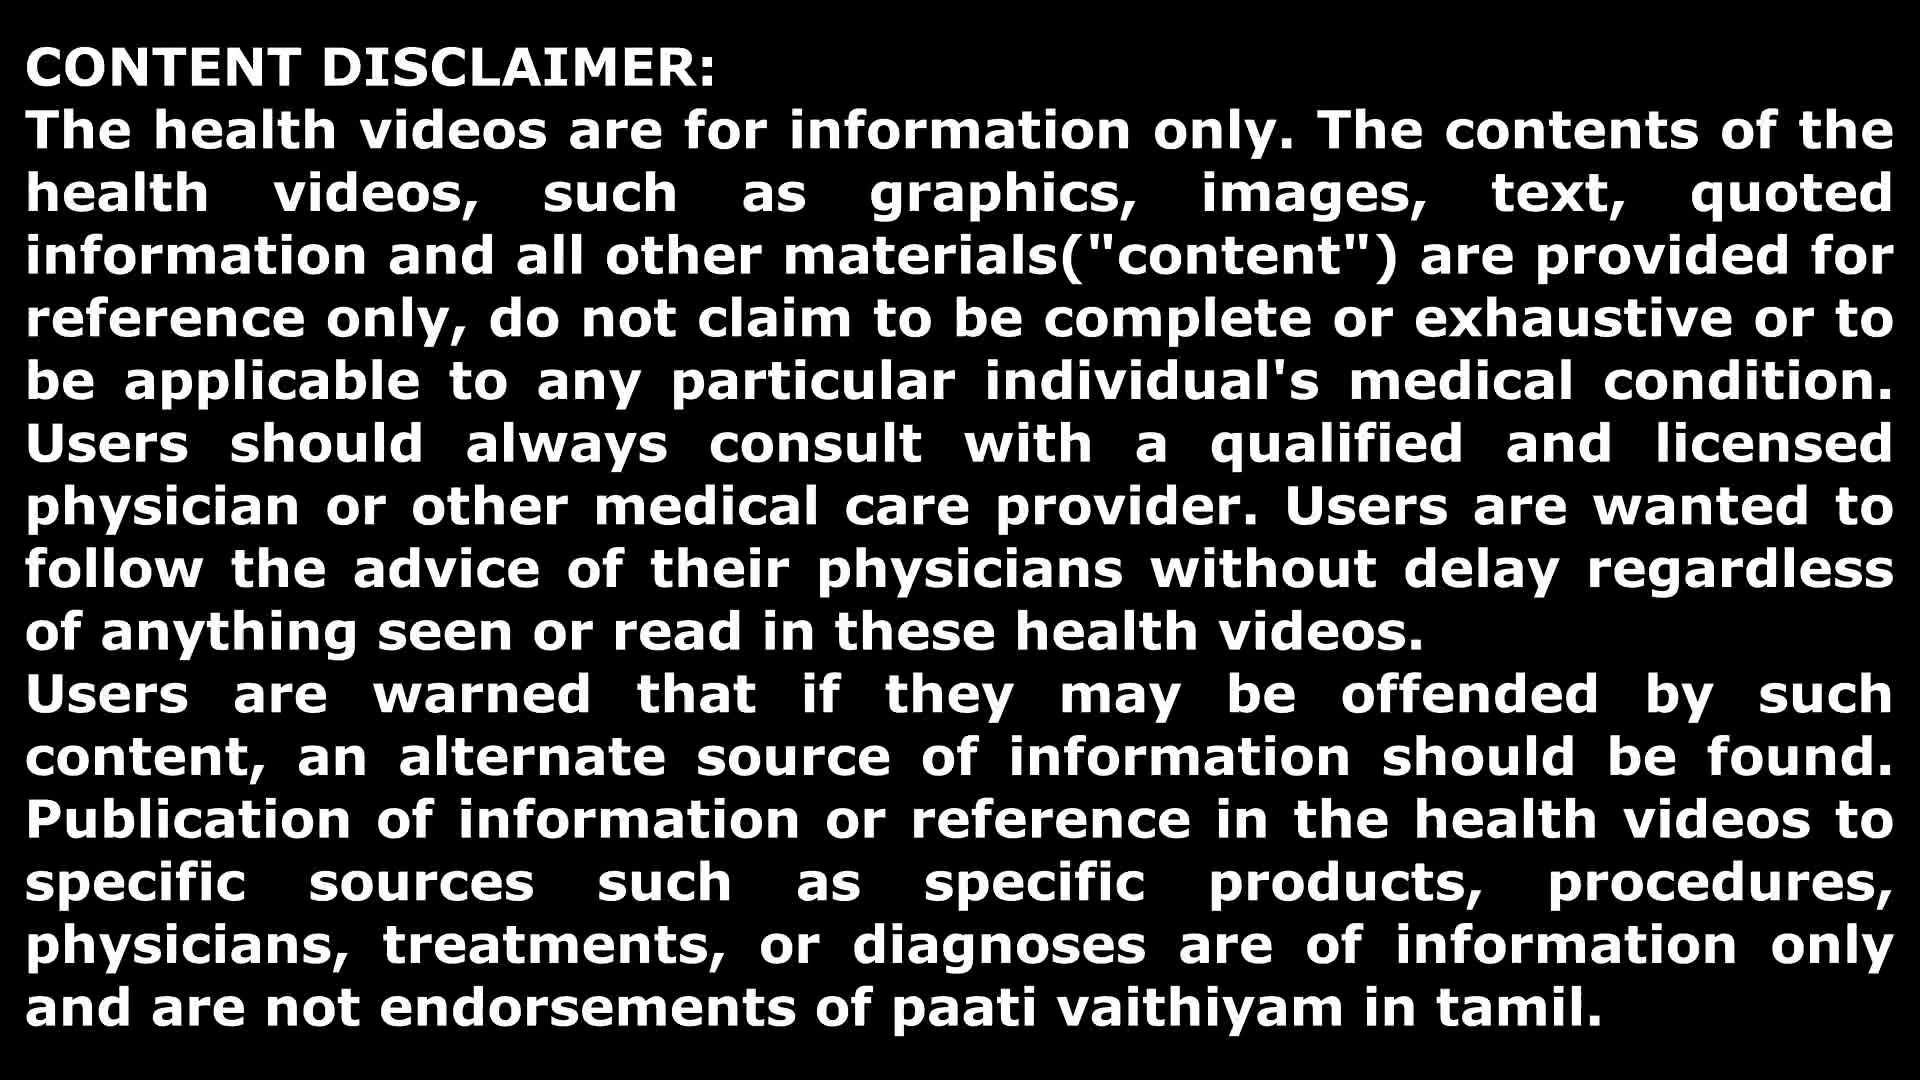 CONTENT DISCLAIMER:
The health videos are for information only. The contents of the
health videos, such as graphics, images, text, quoted
information and all other materials("content") are provided for
reference only, do not claim to be complete or exhaustive or to
be applicable to any particular individual's medical condition.
Users should always consult with a qualified and licensed
physician or other medical care provider. Users are wanted to
follow the advice of their physicians without delay regardless
of anything seen or read in these health videos.
Users are warned that if they may be offended by such
content, an alternate source of information should be found.
Publication of information or reference in the health videos to
specific sources such as specific products, procedures,
physicians, treatments, or diagnoses are of information only
and are not endorsements of paati vaithiyam in tamil.